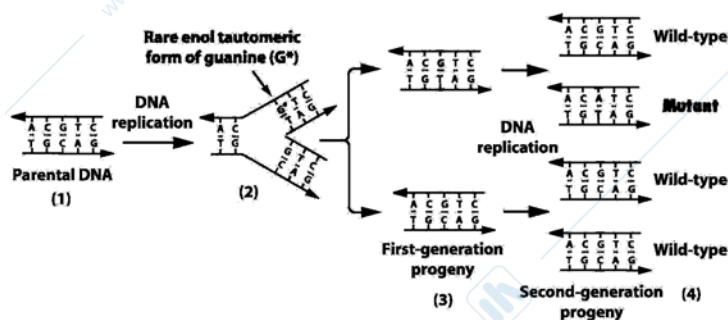 Rare enol tautomeric
form of guanine (G*)
DNA
replication
A C G T C
T G C A G
Parental DNA
(1)
A C
T G
G* T C
T A G
G T C
C A G
(2)
A C G T C
T G T A G
A C G T C
T G C A G
First-generation
progeny
(3)
DNA
replication
A C G T C
T G C A G
Wild-type
A C A T C
T G T A G
Mutant
A C G T C
T G C A G
Wild-type
A C G T C
T G C A G
Wild-type
Second-generation
progeny
(4)